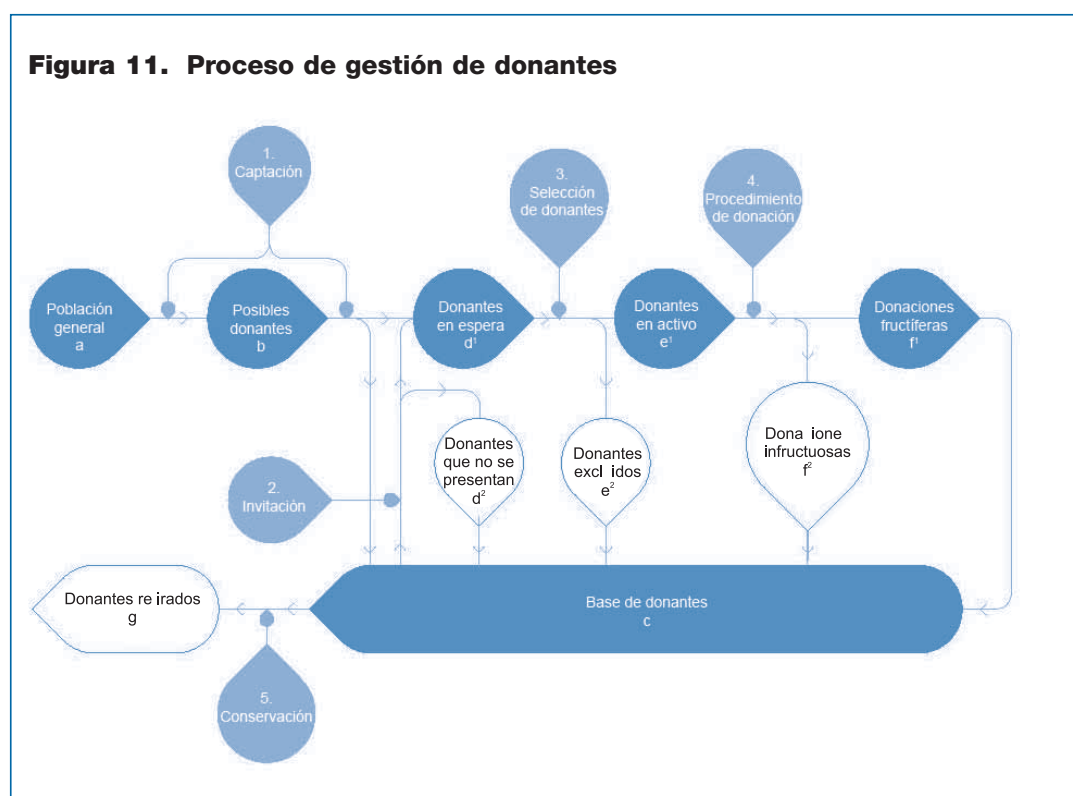 Figura 11. Proceso de gestión de donantes
1.
Captación
3.
Selección
de donantes
4.
Procedimiento
de donación
Población
general
a
Posibles
donantes
b
Donantes
en espera
d¹
Donantes
en activo
e¹
Donaciones
fructíferas
f¹
Donantes
que no se
presentan
d²
Donantes
excl idos
e²
Dona ione
infructuosas
f²
2.
Invitación
Donantes re irados
g
Base de donantes
c
5.
Conservación